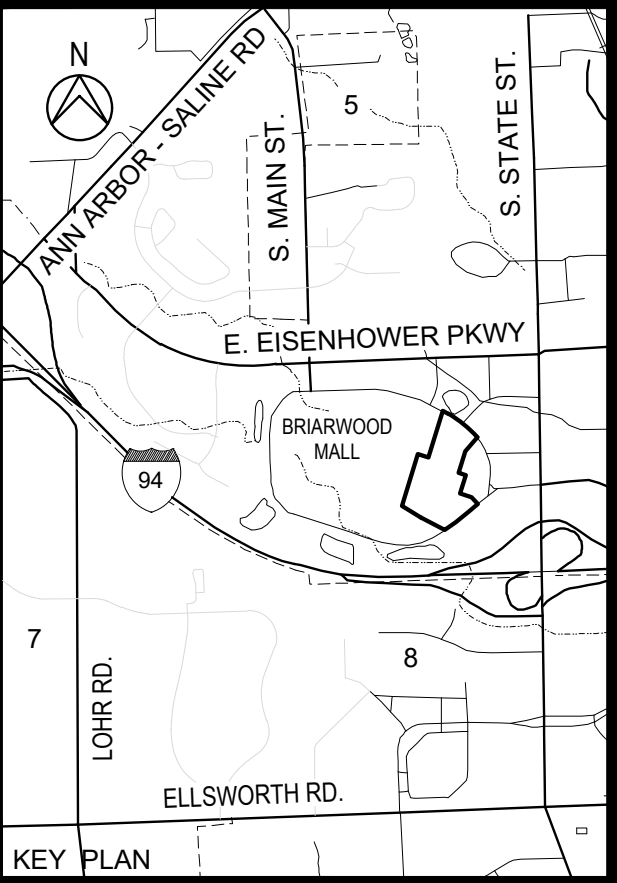 N
ANN ARBOR - SALINE RD
5
S. MAIN ST.
S. STATE ST.
E. EISENHOWER PKWY
BRIARWOOD
MALL
94
7
8
LOHR RD.
ELLSWORTH RD.
KEY PLAN